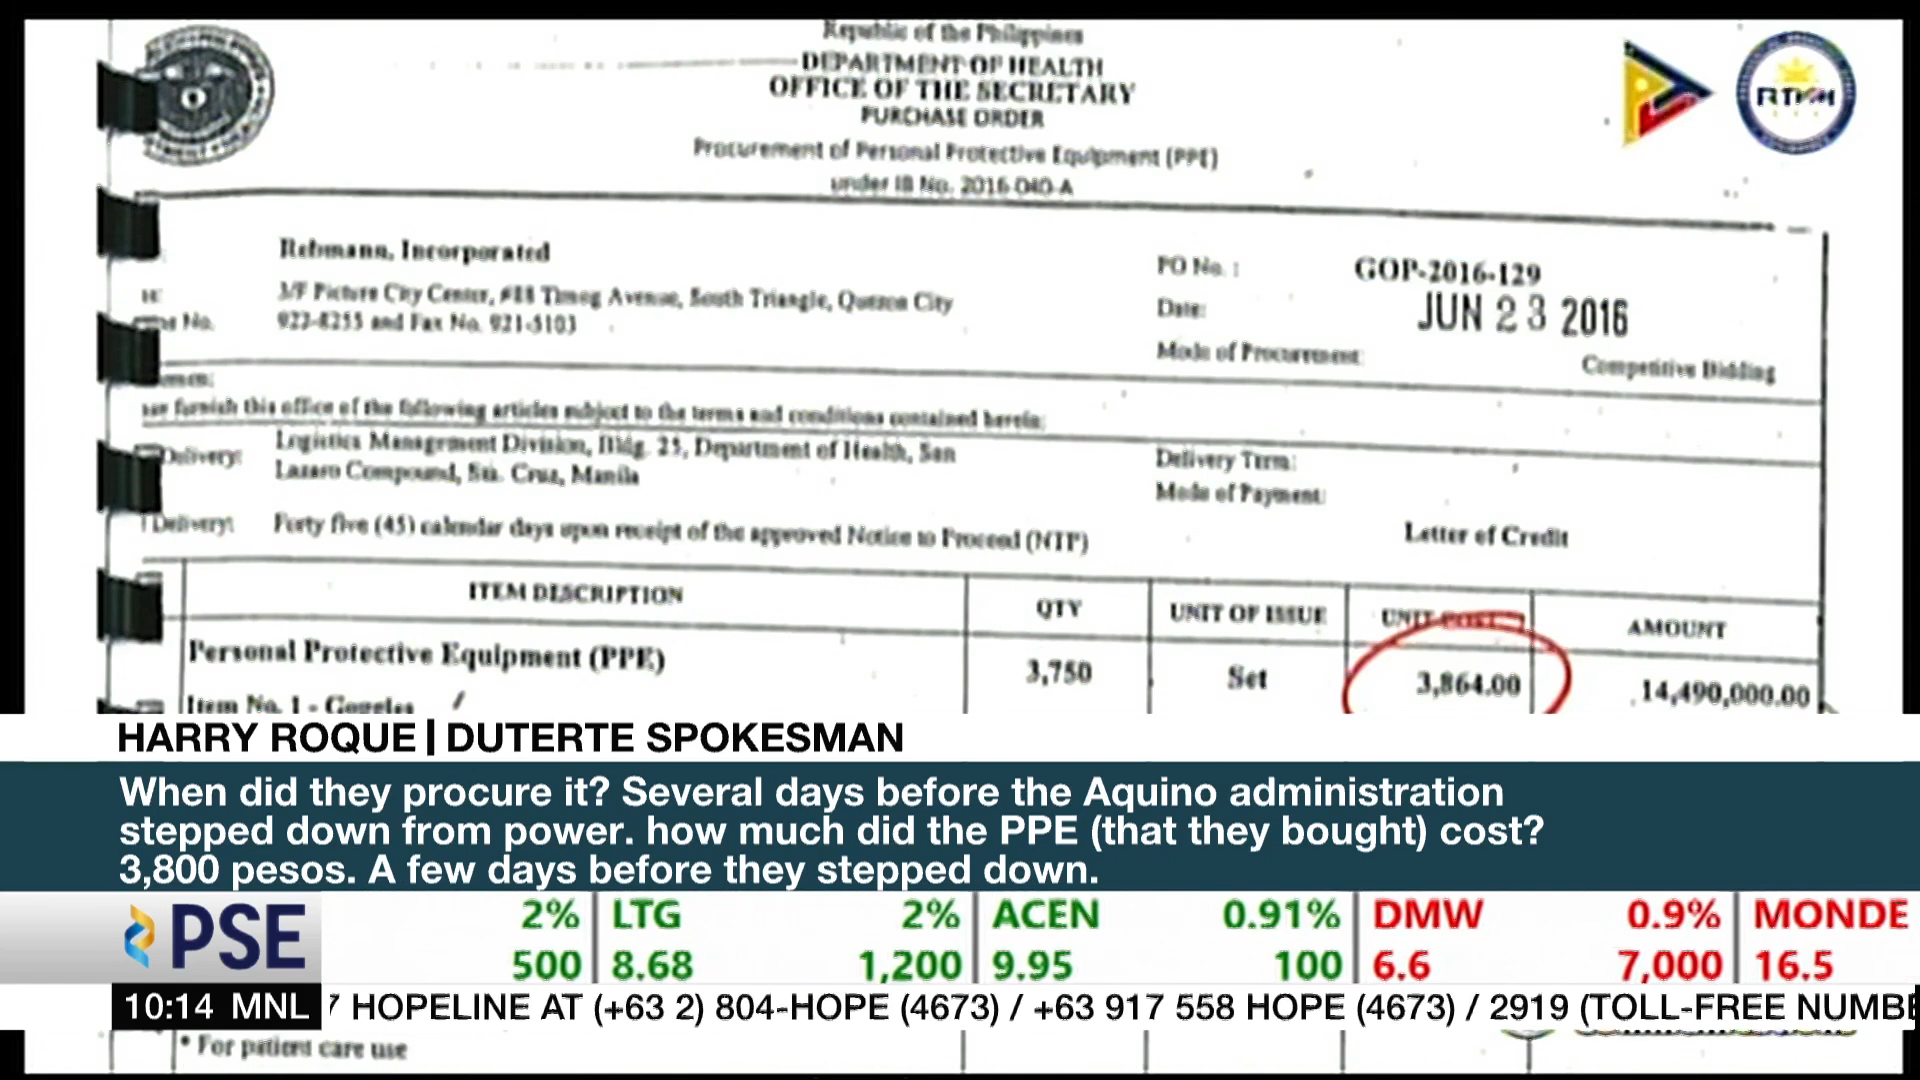 Republic of the Philippines
DEPARTMENT OF HEALTH
OFFICE OF THE SECRETARY
PURCHASE ORDER
Procurement of Personal Protective Equipment (PPE)
under IB No. 2016-040-A
RTVM
Rebmann, Incorporated
3/F Picture City Center, #88 Timog Avenue, South Triangle, Quezon City
922-8255 and Fax No. 921-5103
No.
PO No. : GOP-2016-129
Date: JUN 23 2016
Mode of Procurement: Competitive Bidding
furnish this office of the following articles subject to the terms and conditions contained herein:
Delivery: Logistics Management Division, Bldg. 25, Department of Health, San
Lazaro Compound, Sta. Cruz, Manila
Delivery Term:
Mode of Payment:
Letter of Credit
Delivery: Forty five (45) calendar days upon receipt of the approved Notice to Proceed (NTP)
ITEM DESCRIPTION QTY UNIT OF ISSUE UNIT COST AMOUNT
Personal Protective Equipment (PPE) 3,750 Set 3,864.00 14,490,000.00
Item No. 1 - Goggles
HARRY ROQUE | DUTERTE SPOKESMAN
When did they procure it? Several days before the Aquino administration
stepped down from power. how much did the PPE (that they bought) cost?
3,800 pesos. A few days before they stepped down.
PSE
2% LTG 2% ACEN 0.91% DMW 0.9% MONDE
500 8.68 1,200 9.95 100 6.6 7,000 16.5
10:14 MNL 7 HOPELINE AT (+63 2) 804-HOPE (4673) / +63 917 558 HOPE (4673) / 2919 (TOLL-FREE NUMBE
* For patient care use